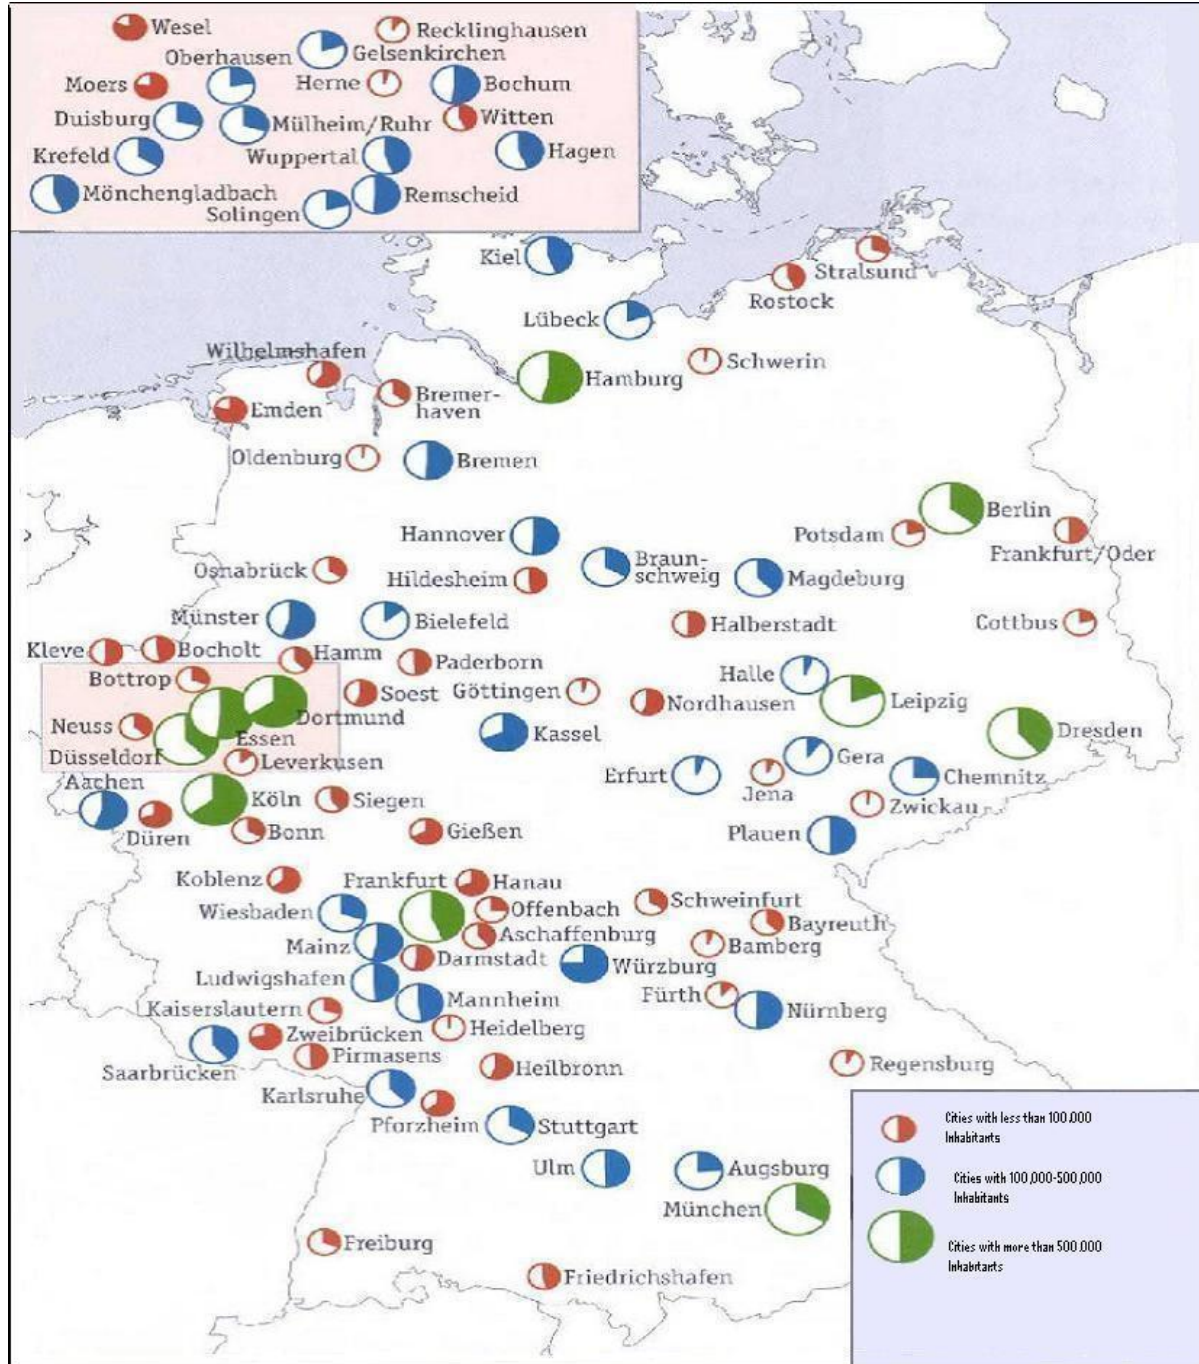 Wesel
Recklinghausen
Oberhausen
Gelsenkirchen
Moers
Herne
Bochum
Duisburg
Mülheim/Ruhr
Witten
Krefeld
Wuppertal
Hagen
Mönchengladbach
Remscheid
Solingen
Kiel
Stralsund
Rostock
Lübeck
Wilhelmshafen
Schwerin
Hamburg
Bremer-
haven
Emden
Oldenburg
Bremen
Berlin
Hannover
Potsdam
Frankfurt/Oder
Braun-
schweig
Osnabrück
Hildesheim
Magdeburg
Münster
Bielefeld
Halberstadt
Cottbus
Kleve
Bocholt
Hamm
Paderborn
Bottrop
Soest
Göttingen
Halle
Nordhausen
Leipzig
Neuss
Dortmund
Essen
Kassel
Dresden
Düsseldorf
Leverkusen
Gera
Aachen
Erfurt
Jena
Chemnitz
Köln
Siegen
Zwickau
Düren
Bonn
Gießen
Plauen
Koblenz
Frankfurt
Hanau
Wiesbaden
Offenbach
Schweinfurt
Bayreuth
Mainz
Aschaffenburg
Bamberg
Darmstadt
Würzburg
Ludwigshafen
Kaiserslautern
Mannheim
Fürth
Nürnberg
Zweibrücken
Heidelberg
Saarbrücken
Pirmasens
Heilbronn
Regensburg
Karlsruhe
Pforzheim
Stuttgart
Ulm
Augsburg
München
Freiburg
Friedrichshafen
Cities with less than 100.000
Inhabitants
Cities with 100,000-500,000
Inhabitants
Cities with more than 500.000
Inhabitants